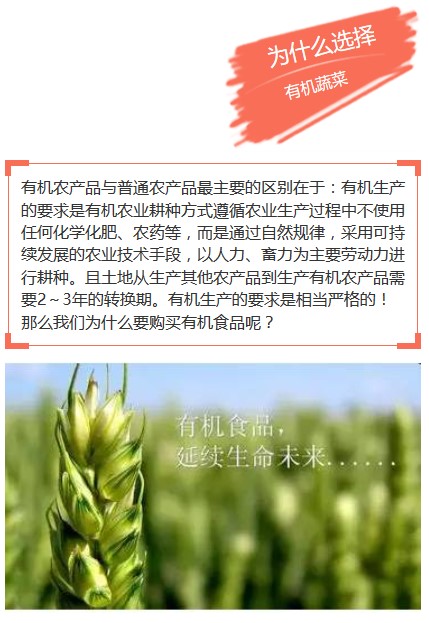 为什么选择
有机蔬菜
有机农产品与普通农产品最主要的区别在于：有机生产
的要求是有机农业耕种方式遵循农业生产过程中不使用
任何化学化肥、农药等，而是通过自然规律，采用可持
续发展的农业技术手段，以人力、畜力为主要劳动力进
行耕种。且土地从生产其他农产品到生产有机农产品需
要2～3年的转换期。有机生产的要求是相当严格的！
那么我们为什么要购买有机食品呢？
有机食品，
延续生命未来......